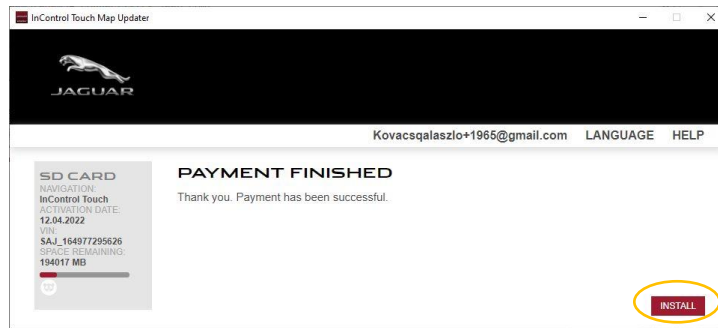 InControl Touch Map Updater
JAGUAR
Kovacsqalaszlo+1965@gmail.com LANGUAGE HELP
SD CARD
NAVIGATION:
InControl Touch
ACTIVATION DATE:
12.04.2022
VIN:
SAJ_164977295626
SPACE REMAINING:
194017 MB
PAYMENT FINISHED
Thank you. Payment has been successful.
INSTALL